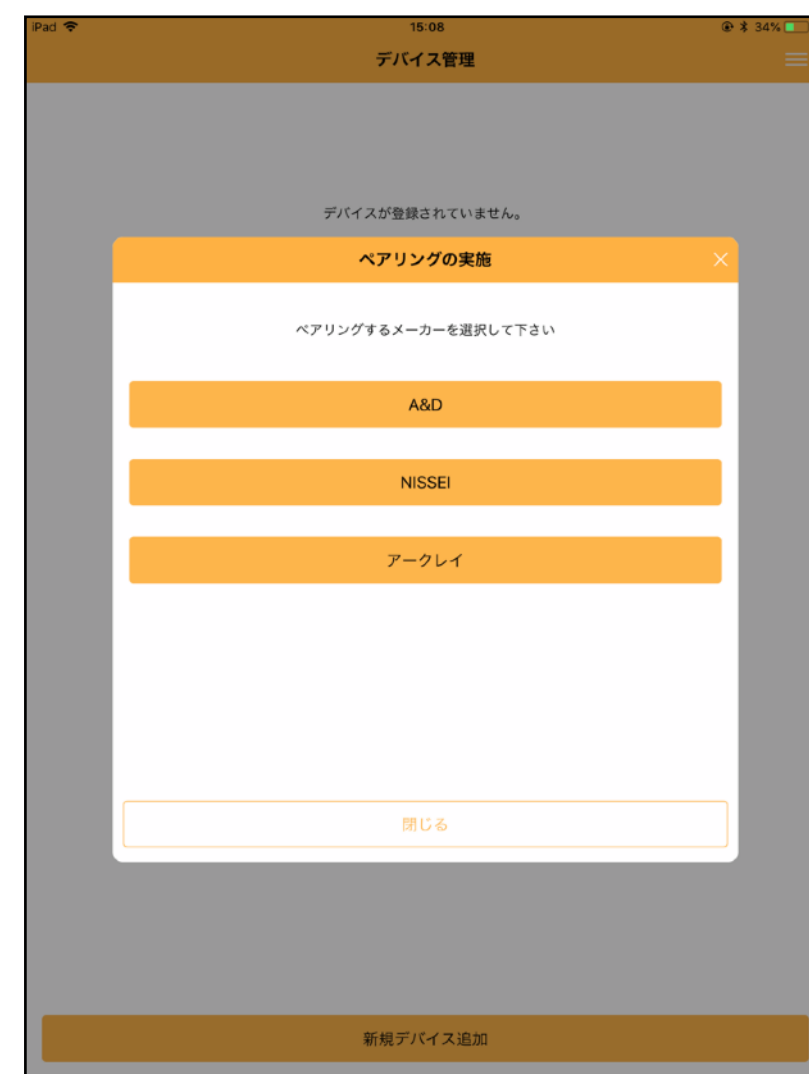 iPad
15:08
34%
デバイス管理
デバイスが登録されていません。
ペアリングの実施
ペアリングするメーカーを選択して下さい
A&D
NISSEI
アークレイ
閉じる
新規デバイス追加